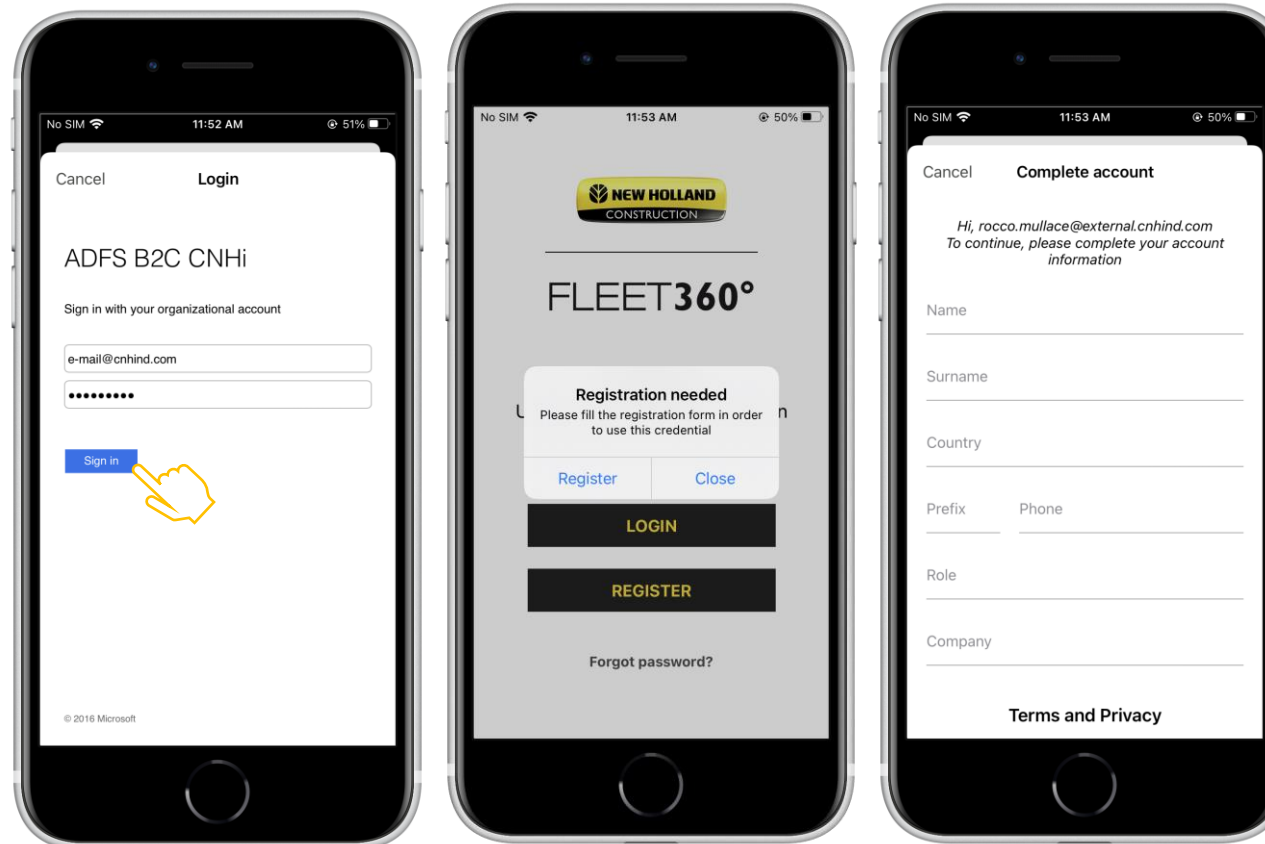 No SIM 11:52 AM 51%
Cancel Login
ADFS B2C CNHi
Sign in with your organizational account
e-mail@cnhind.com
•••••••••
Sign in
© 2016 Microsoft
No SIM 11:53 AM 50%
NEW HOLLAND
CONSTRUCTION
FLEET360°
Registration needed
Please fill the registration form in order
to use this credential
Register Close
LOGIN
REGISTER
Forgot password?
No SIM 11:53 AM 50%
Cancel Complete account
Hi, rocco.mullace@external.cnhind.com
To continue, please complete your account
information
Name
Surname
Country
Prefix Phone
Role
Company
Terms and Privacy